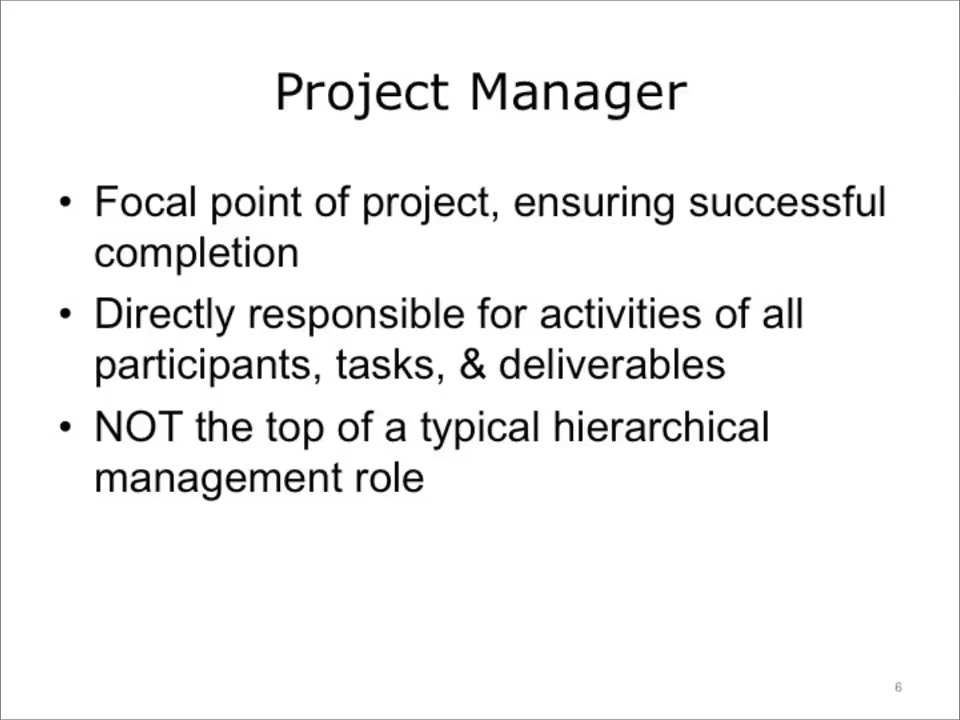 Project Manager
• Focal point of project, ensuring successful
completion
• Directly responsible for activities of all
participants, tasks, & deliverables
• NOT the top of a typical hierarchical
management role
6